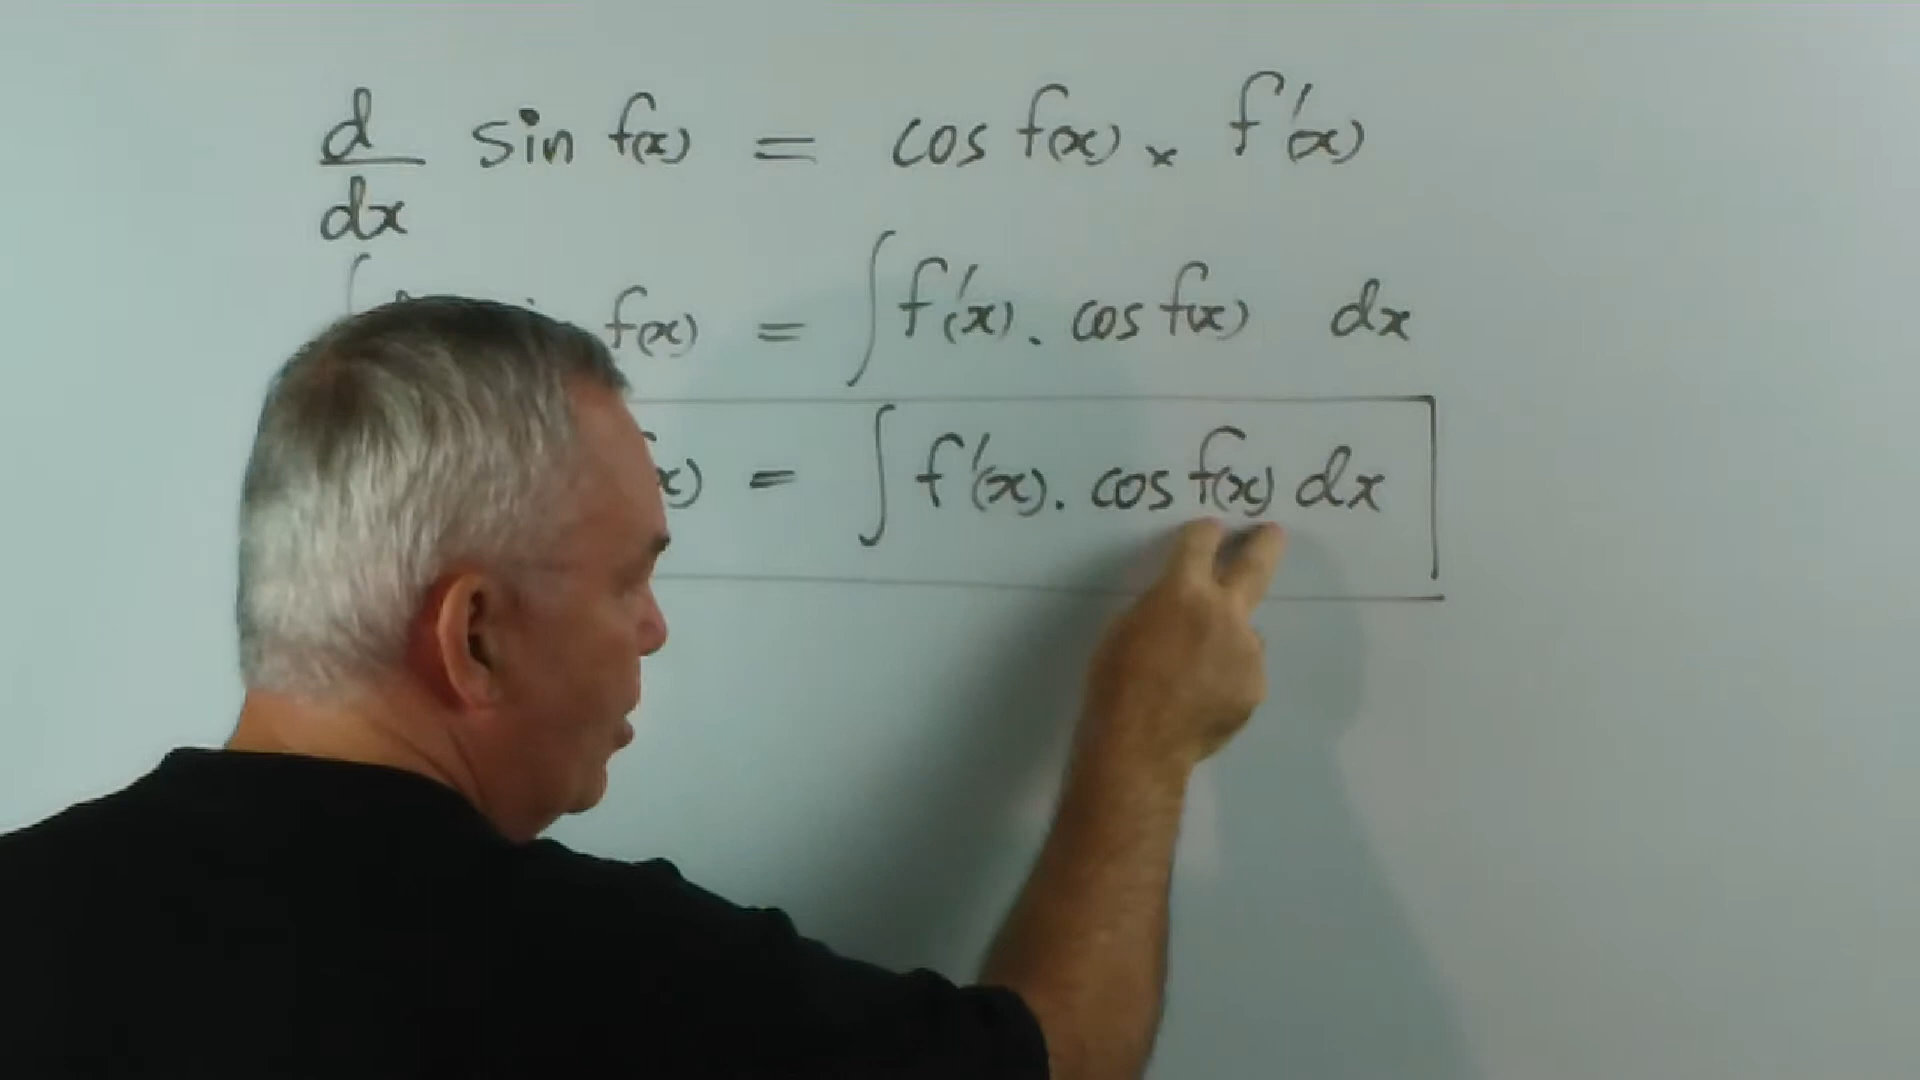 d/dx sin f(x) = cos f(x) × f'(x)
f(x) = ∫ f'(x) . cos f(x) dx
= ∫ f'(x) . cos f(x) dx